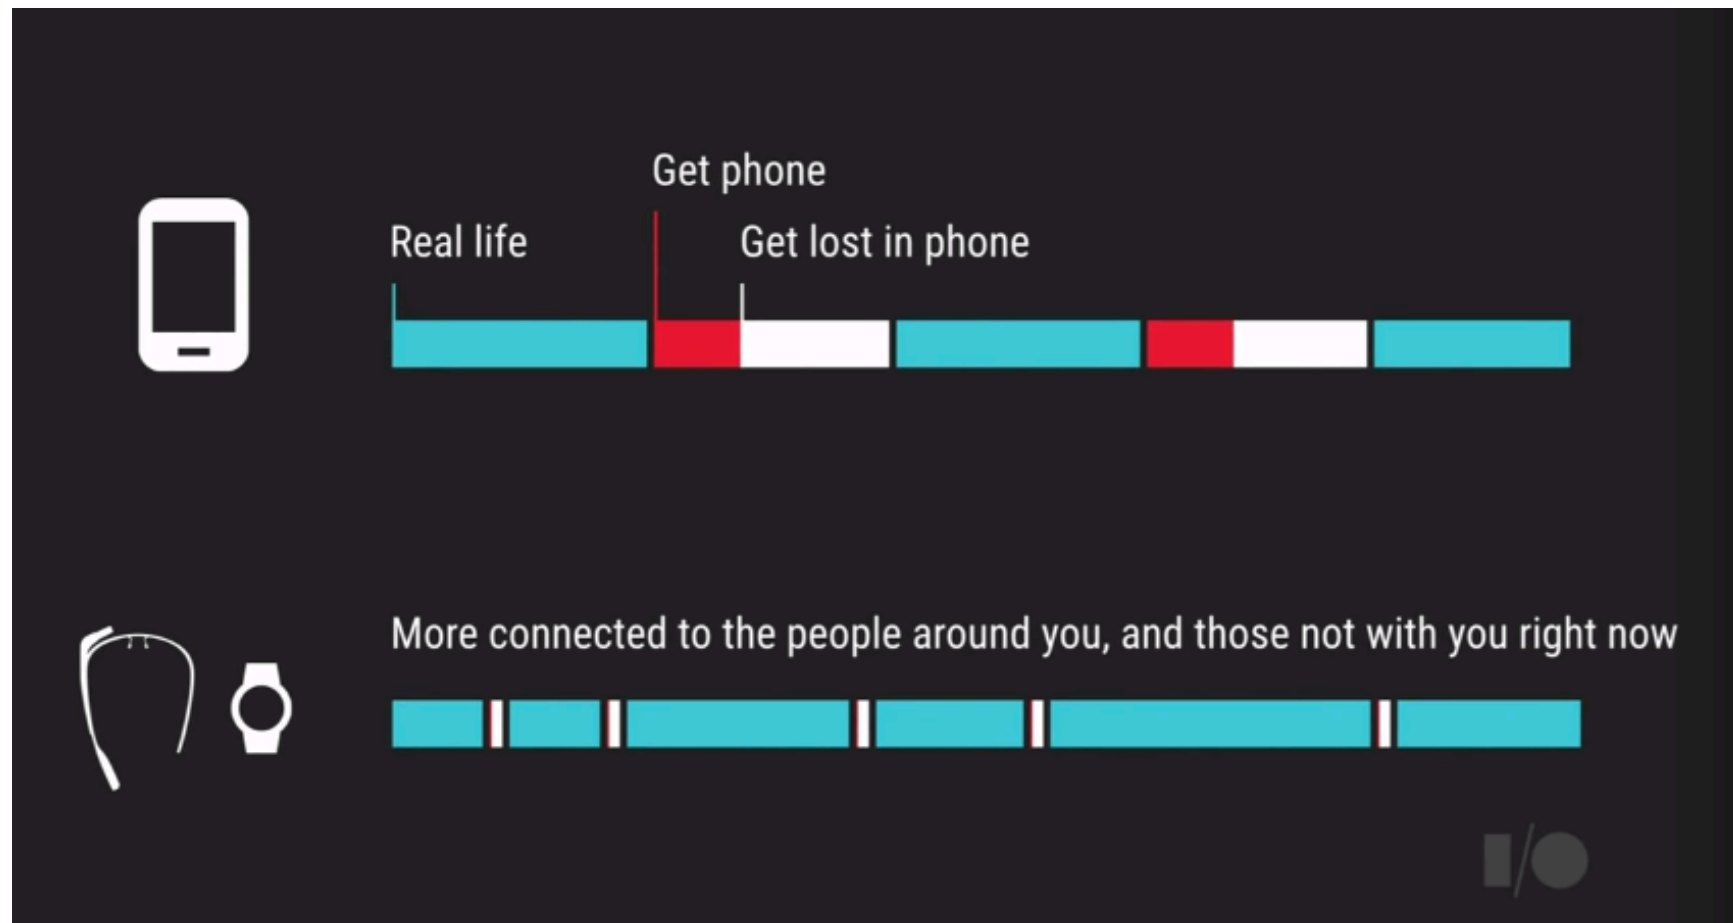 Get phone
Real life
Get lost in phone
More connected to the people around you, and those not with you right now
I/O